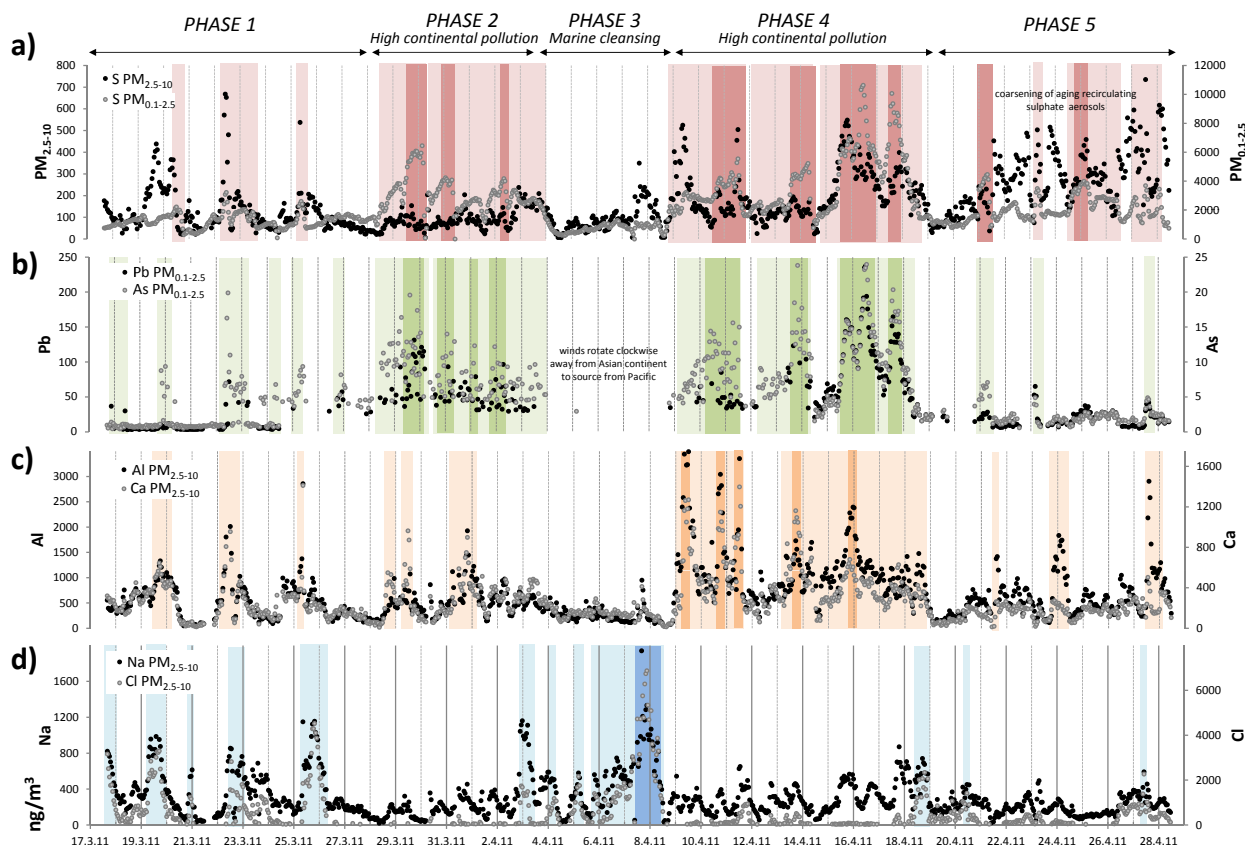 PHASE 1
PHASE 2
High continental pollution
PHASE 3
Marine cleansing
PHASE 4
High continental pollution
PHASE 5
a)
800
700
600
500
400
300
200
100
0
PM2.5-10
S PM2.5-10
S PM0.1-2.5
coarsening of aging recirculating
sulphate aerosols
12000
10000
8000
6000
4000
2000
0
PM0.1-2.5
b)
250
200
150
100
50
0
Pb
Pb PM0.1-2.5
As PM0.1-2.5
winds rotate clockwise
away from Asian continent
to source from Pacific
25
20
15
10
5
0
As
c)
3000
2500
2000
1500
1000
500
0
Al
Al PM2.5-10
Ca PM2.5-10
1600
1200
800
400
0
Ca
d)
1600
1200
800
400
0
Na
ng/m³
Na PM2.5-10
Cl PM2.5-10
6000
4000
2000
0
Cl
17.3.11 19.3.11 21.3.11 23.3.11 25.3.11 27.3.11 29.3.11 31.3.11 2.4.11 4.4.11 6.4.11 8.4.11 10.4.11 12.4.11 14.4.11 16.4.11 18.4.11 20.4.11 22.4.11 24.4.11 26.4.11 28.4.11